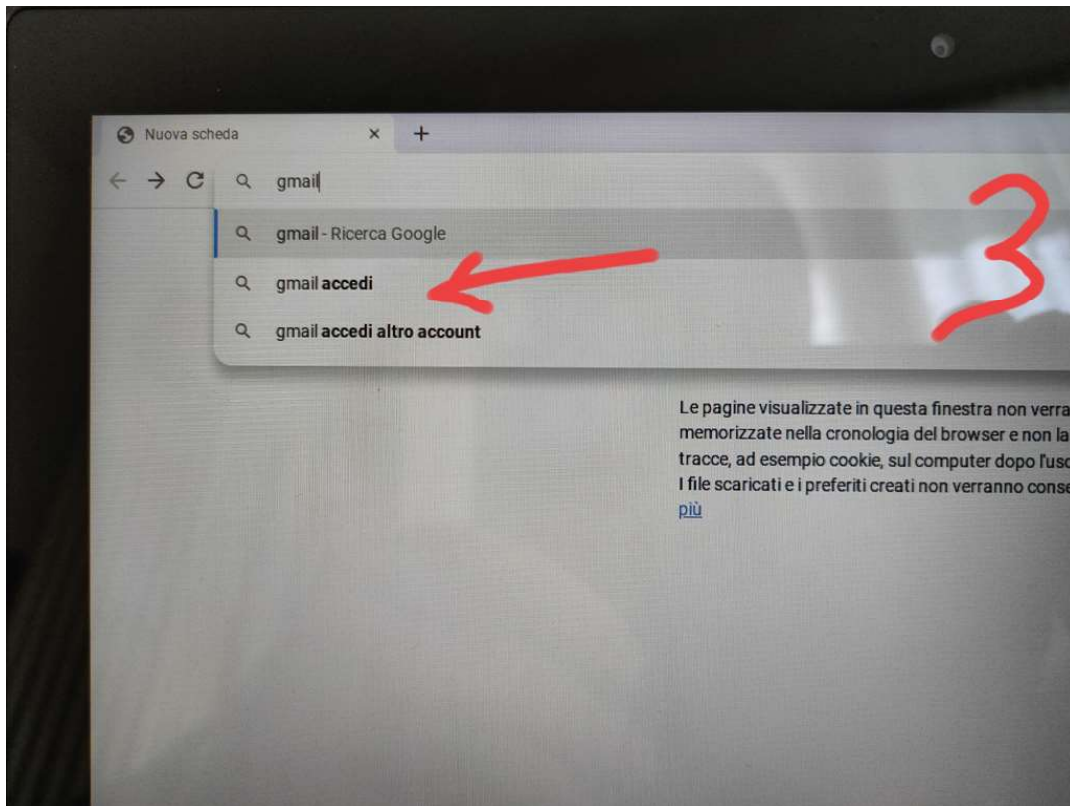 Nuova scheda
gmail
gmail - Ricerca Google
3
gmail accedi
gmail accedi altro account
Le pagine visualizzate in questa finestra non verra
memorizzate nella cronologia del browser e non la
tracce, ad esempio cookie, sul computer dopo l'uso
I file scaricati e i preferiti creati non verranno conse
più